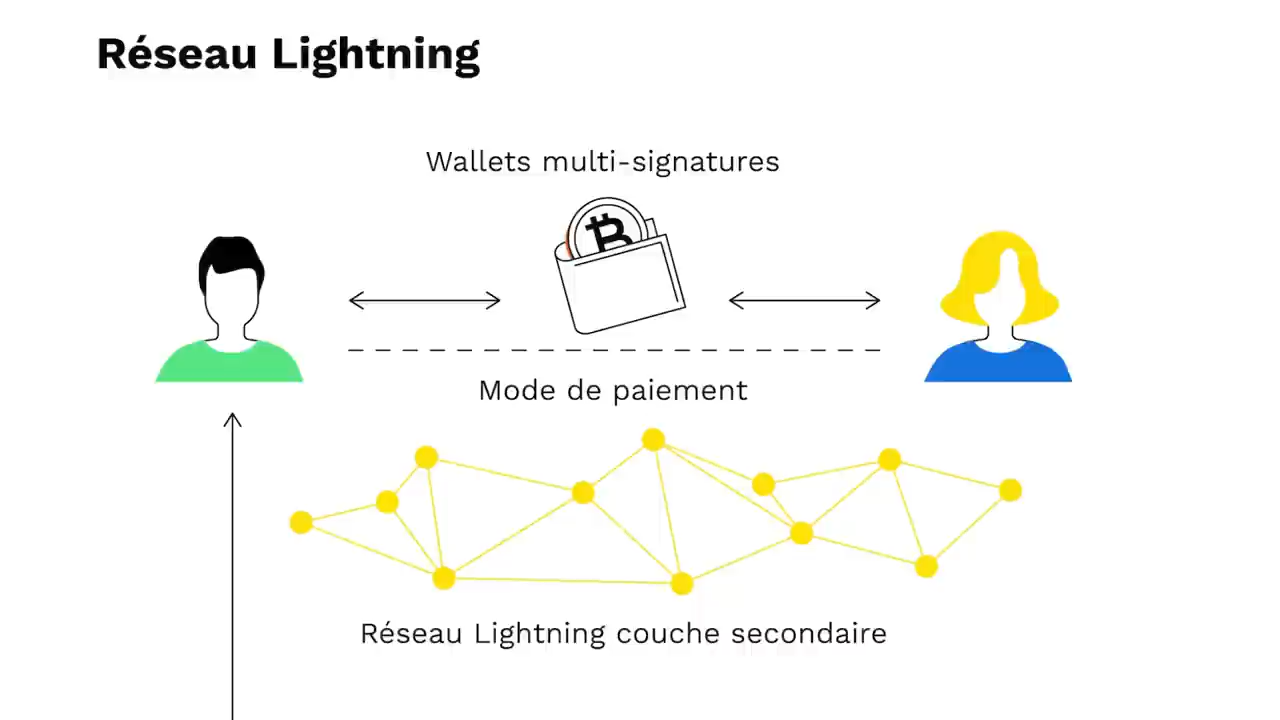 Réseau Lightning
Wallets multi-signatures
Mode de paiement
Réseau Lightning couche secondaire